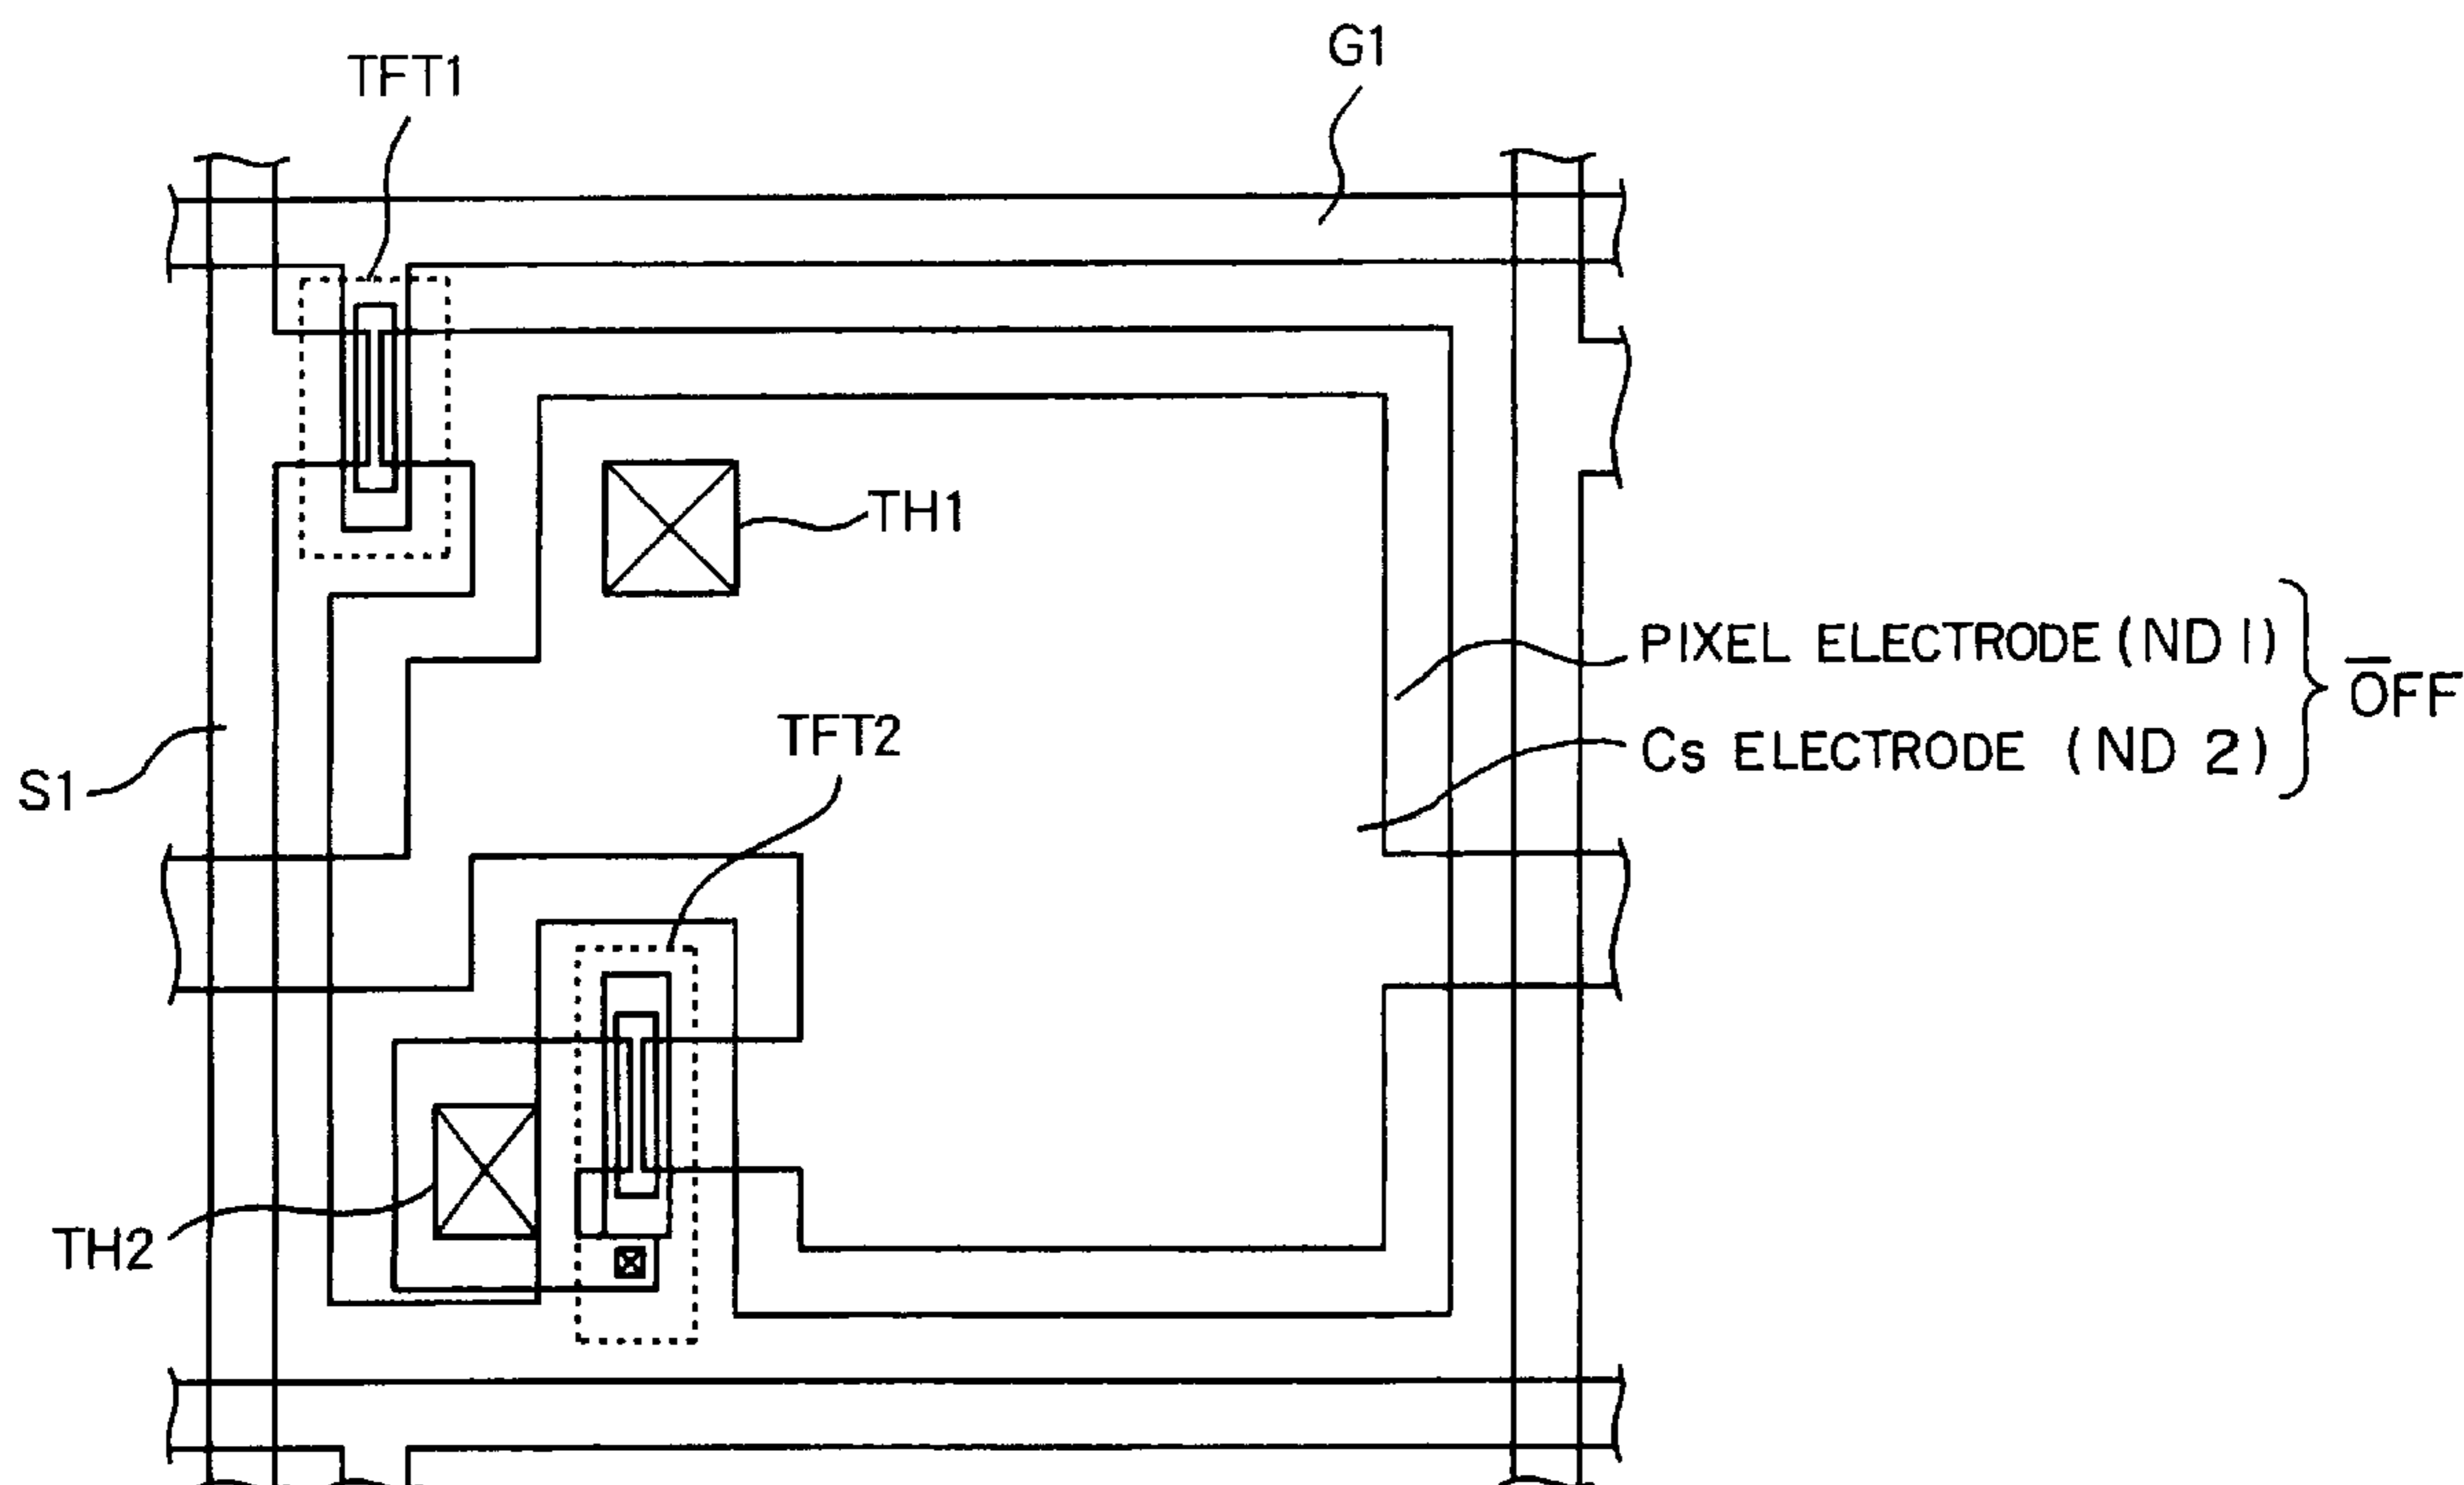 G1
TFT1
TH1
PIXEL ELECTRODE (ND 1)
OFF
TFT2
Cs ELECTRODE (ND 2)
S1
TH2